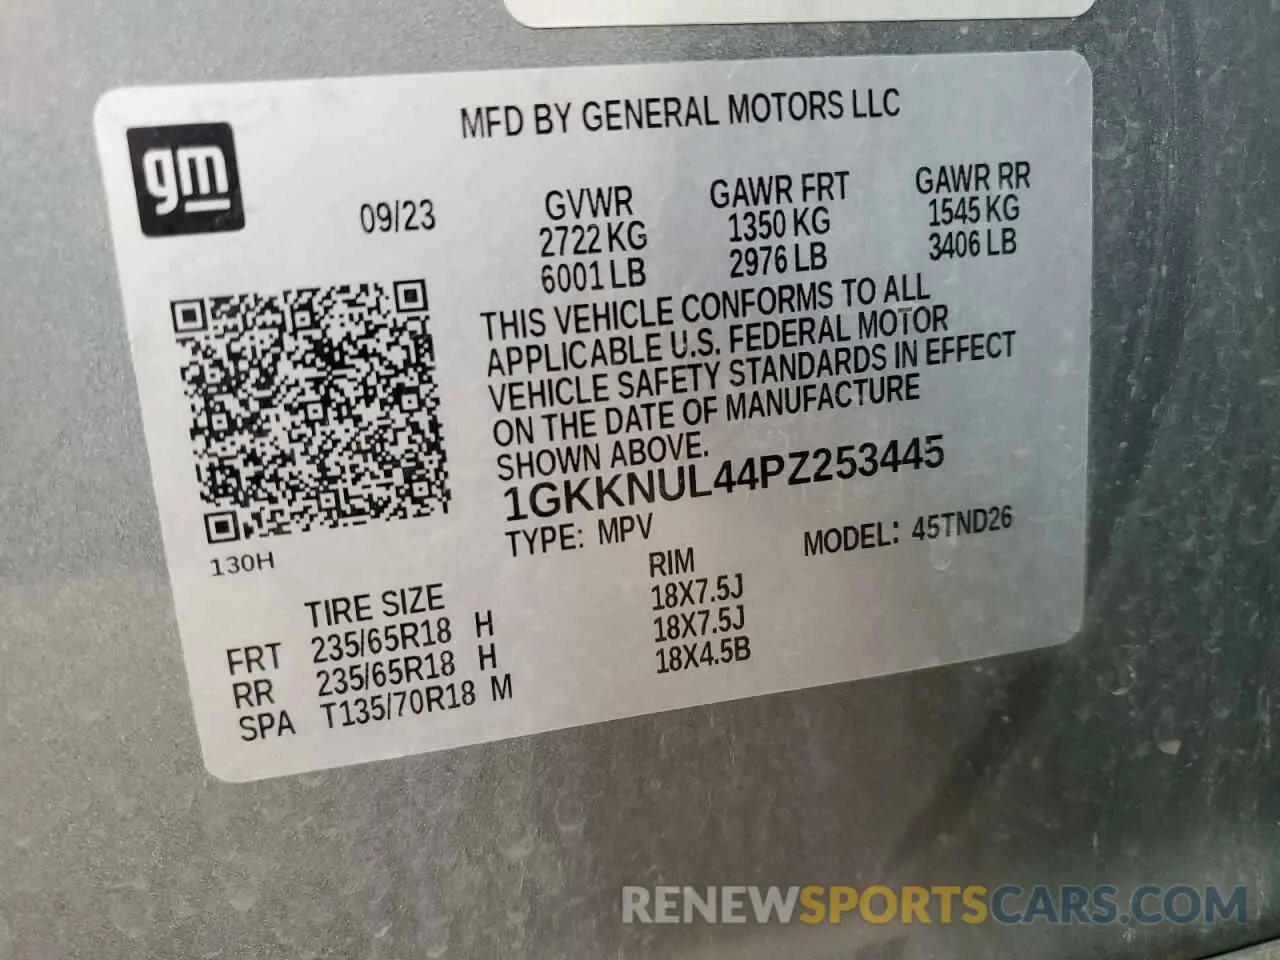 MFD BY GENERAL MOTORS LLC
gm
09/23
GVWR GAWR FRT GAWR RR
2722 KG 1350 KG 1545 KG
6001 LB 2976 LB 3406 LB
THIS VEHICLE CONFORMS TO ALL
APPLICABLE U.S. FEDERAL MOTOR
VEHICLE SAFETY STANDARDS IN EFFECT
ON THE DATE OF MANUFACTURE
SHOWN ABOVE.
1GKKNUL44PZ253445
TYPE: MPV MODEL: 45TND26
130H
TIRE SIZE RIM
FRT 235/65R18 H 18X7.5J
RR 235/65R18 H 18X7.5J
SPA T135/70R18 M 18X4.5B
RENEWSPORTSCARS.COM